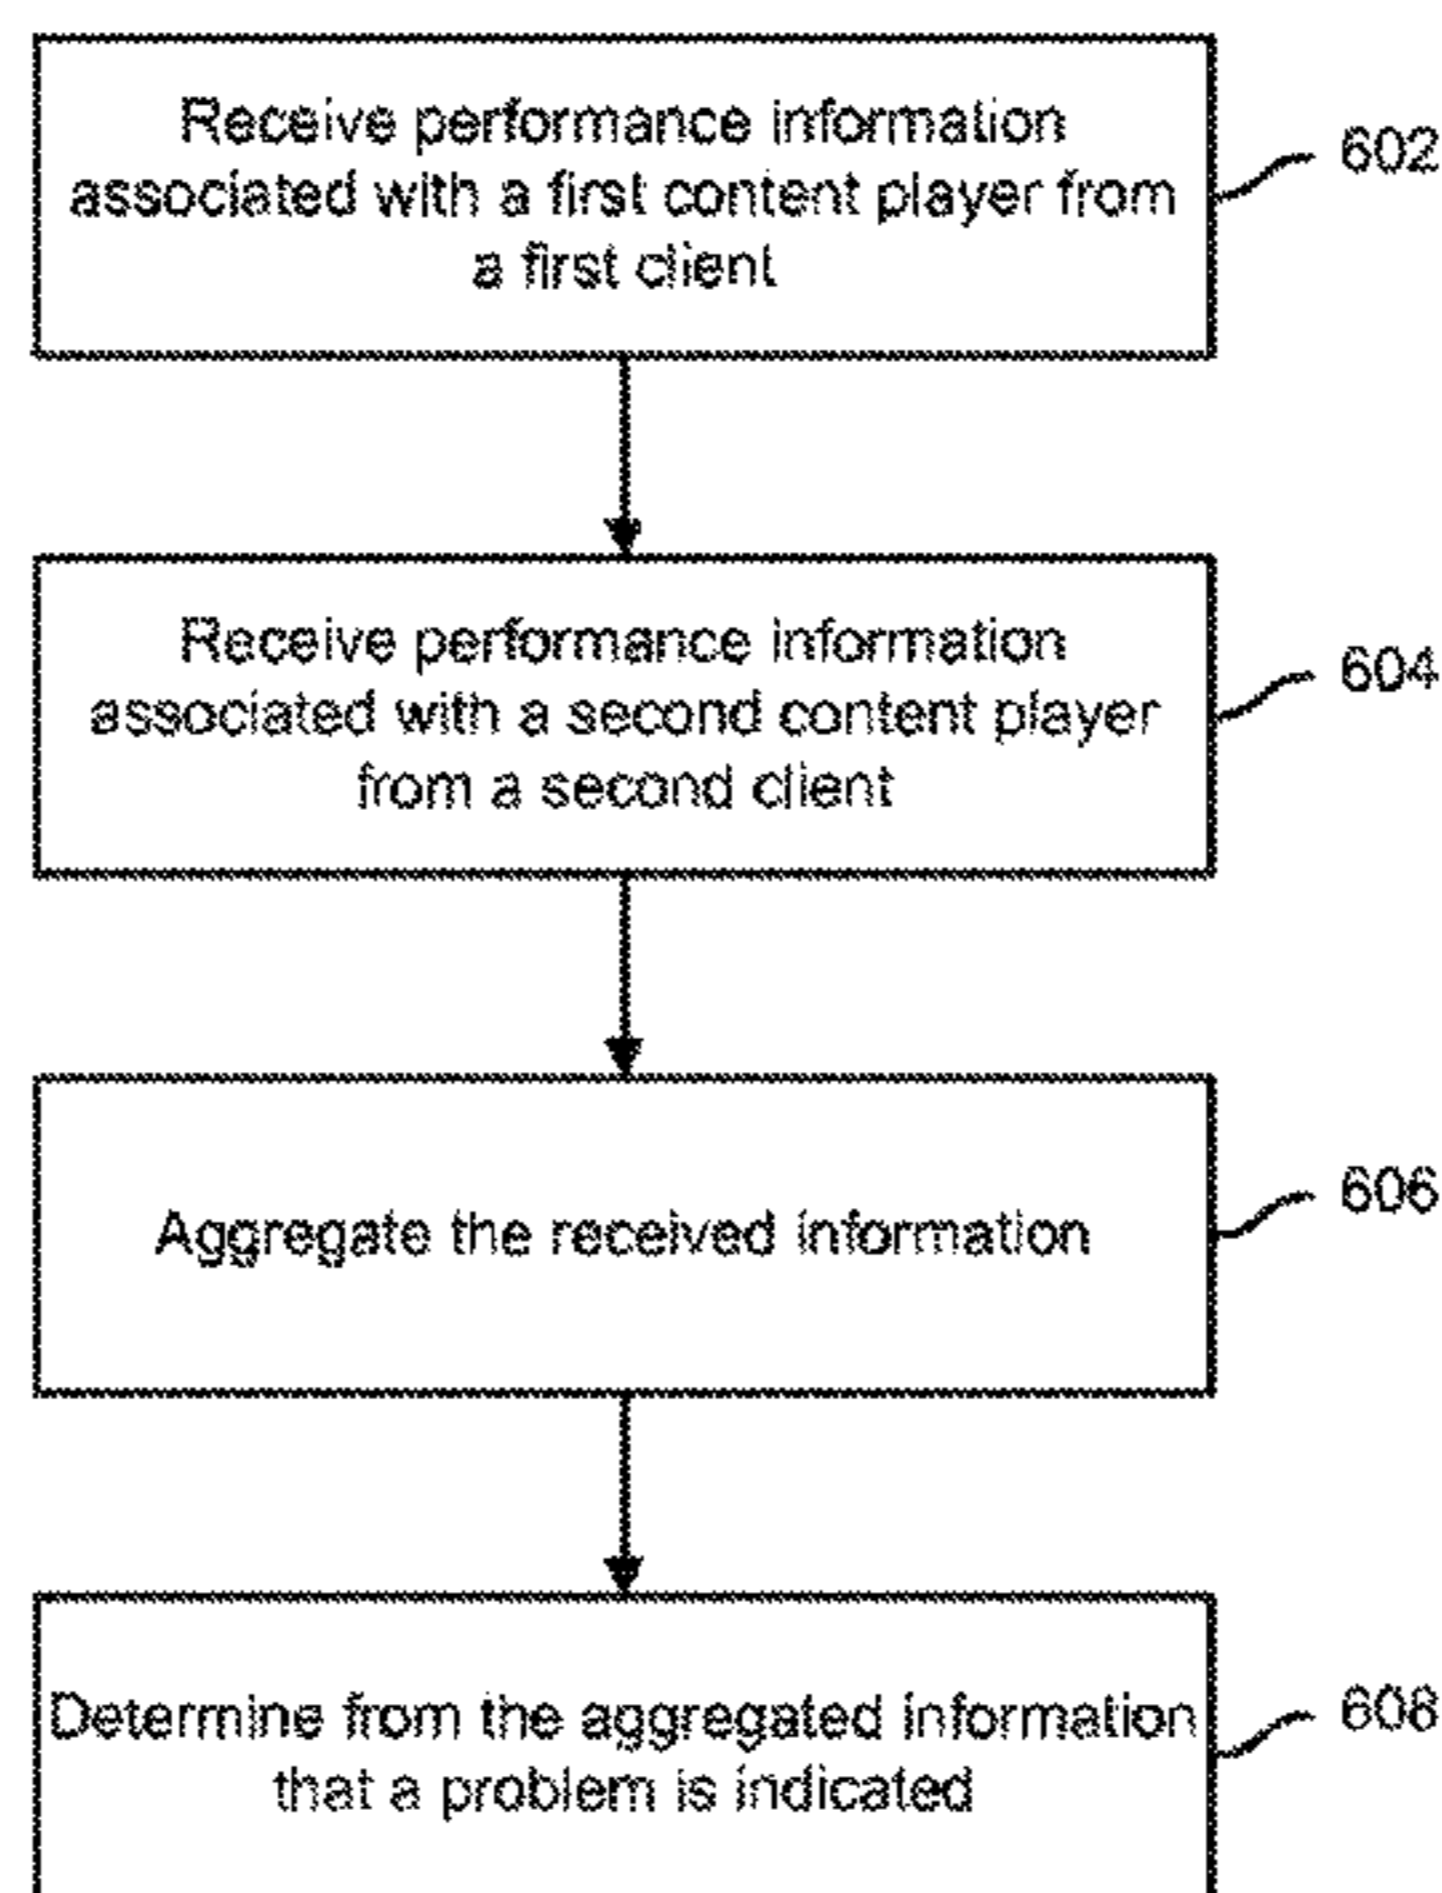 Receive performance information
associated with a first content player from
a first client
602
Receive performance information
associated with a second content player
from a second client
604
Aggregate the received information
606
Determine from the aggregated information
that a problem is indicated
608